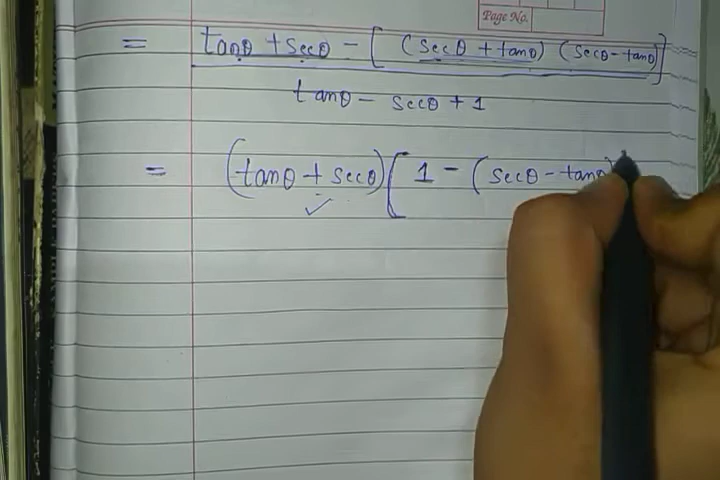 Page No.
= tanθ + secθ - [ (secθ + tanθ) (secθ - tanθ) ]
tanθ - secθ + 1
= (tanθ + secθ) [ 1 - (secθ - tanθ)